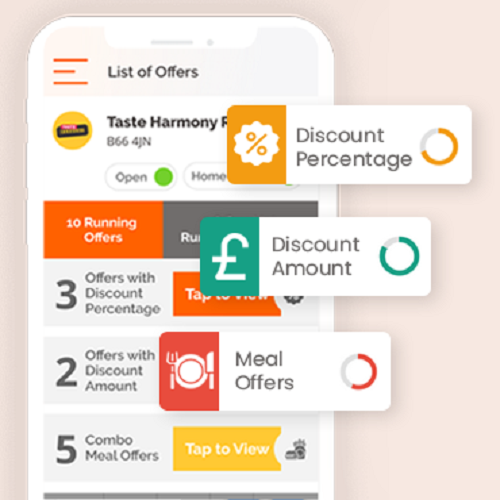 List of Offers
Taste Harmony
B66 4JN
Open
Home
Discount
Percentage
10 Running
Offers
£
Discount
Amount
3
Offers with
Discount
Percentage
Tap to View
Meal
Offers
2
Offers with
Discount
Amount
5
Combo
Meal Offers
Tap to View